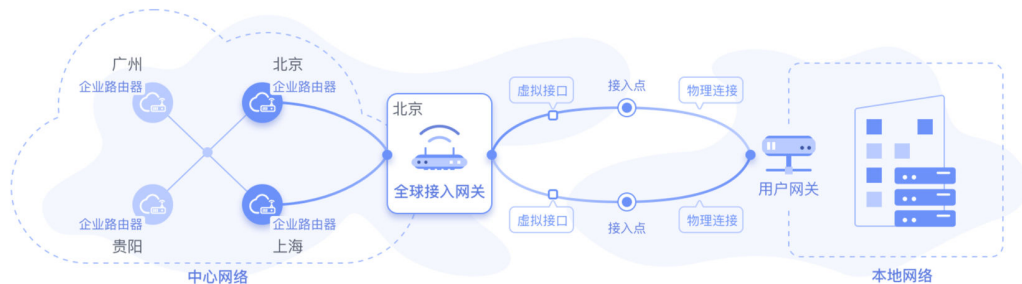 广州
企业路由器
北京
企业路由器
企业路由器
贵阳
企业路由器
上海
中心网络
北京
全球接入网关
虚拟接口
接入点
物理连接
虚拟接口
接入点
物理连接
用户网关
本地网络